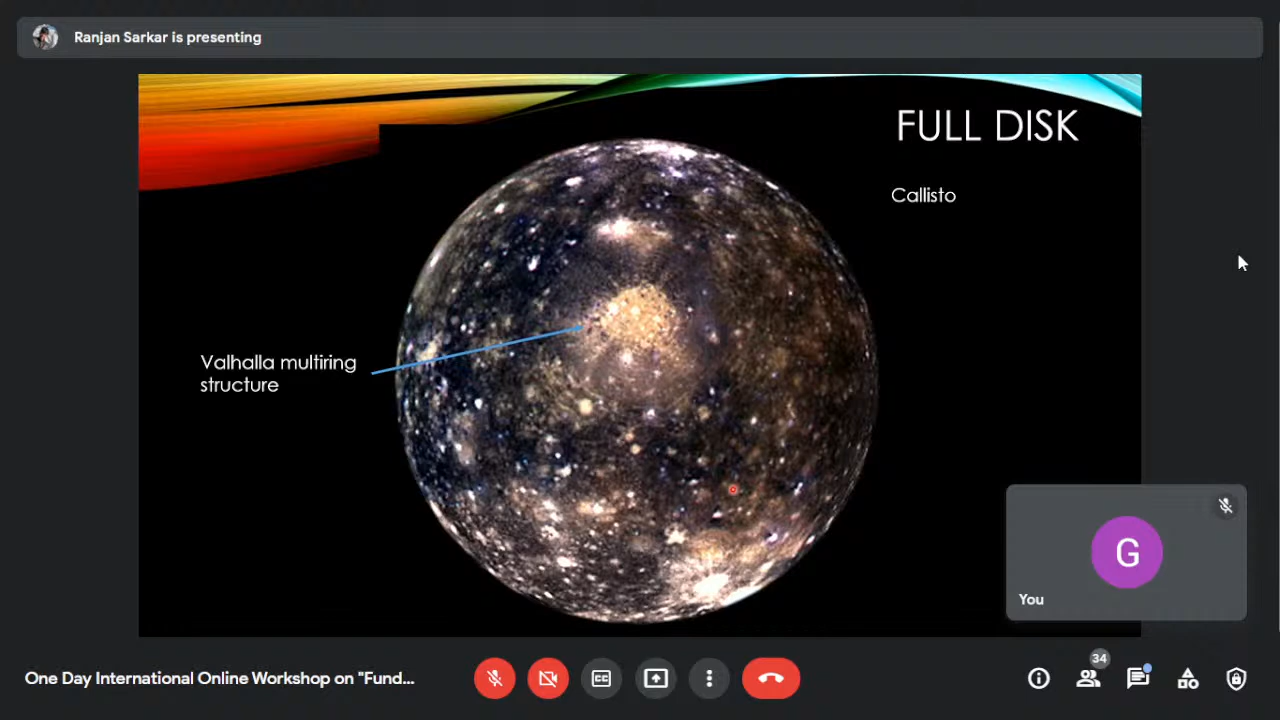 Ranjan Sarkar is presenting
FULL DISK
Callisto
Valhalla multiring
structure
G
You
One Day International Online Workshop on "Fund...
CC
34